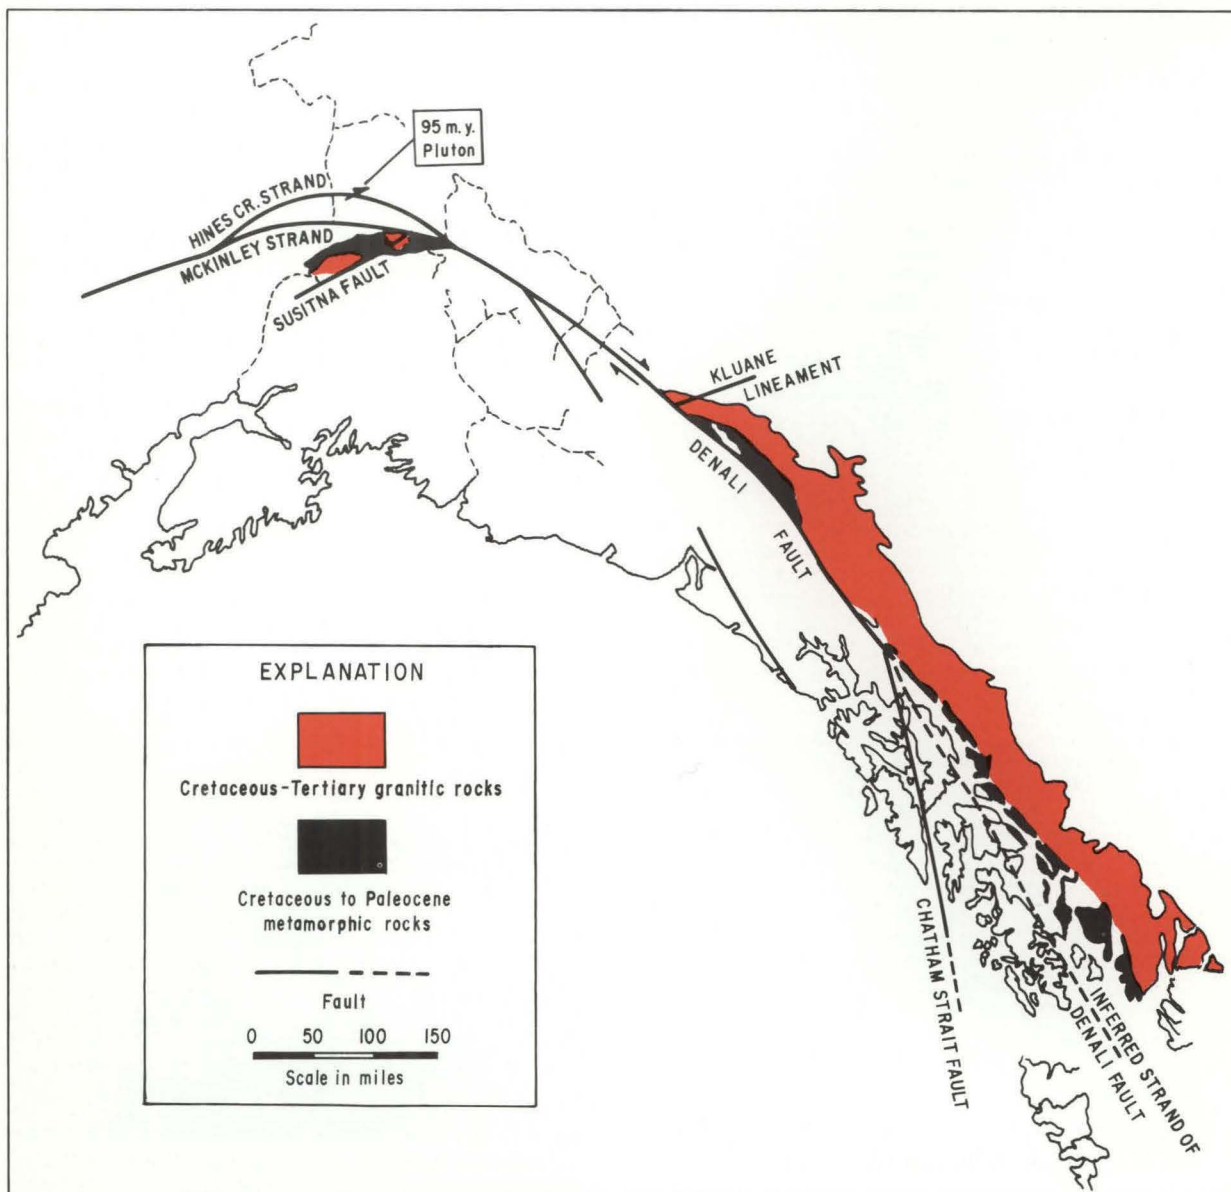 95 m.y.
Pluton
HINES CR. STRAND
MCKINLEY STRAND
SUSITNA FAULT
KLUANE
LINEAMENT
DENALI
FAULT
EXPLANATION
Cretaceous-Tertiary granitic rocks
Cretaceous to Paleocene
metamorphic rocks
Fault
0 50 100 150
Scale in miles
CHATHAM STRAIT FAULT
INFERRED STRAND OF
DENALI FAULT